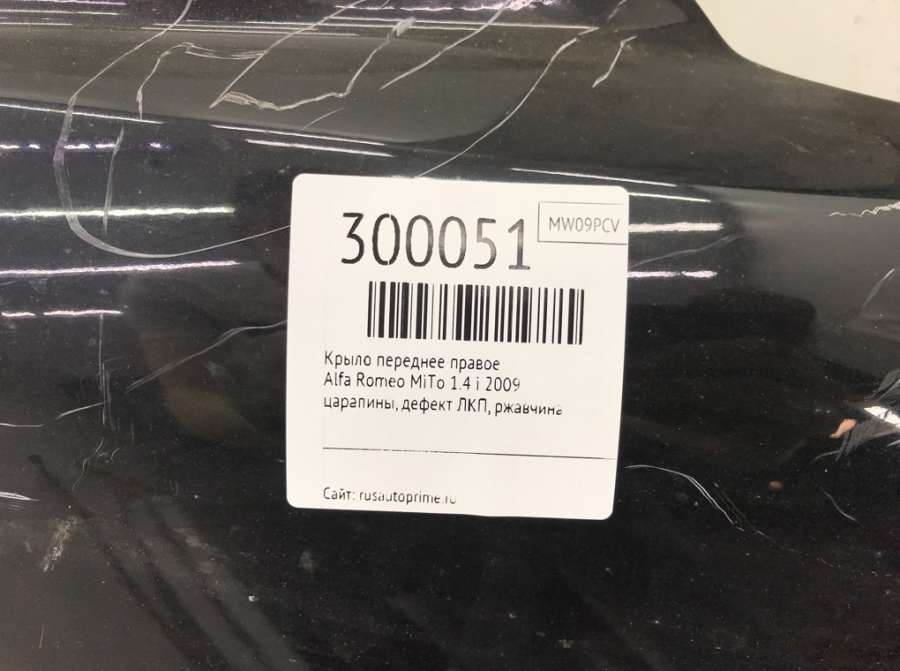 300051
MW09PCV
Крыло переднее правое
Alfa Romeo MiTo 1.4 i 2009
царапины, дефект ЛКП, ржавчина
Сайт: rusautoprime.ru